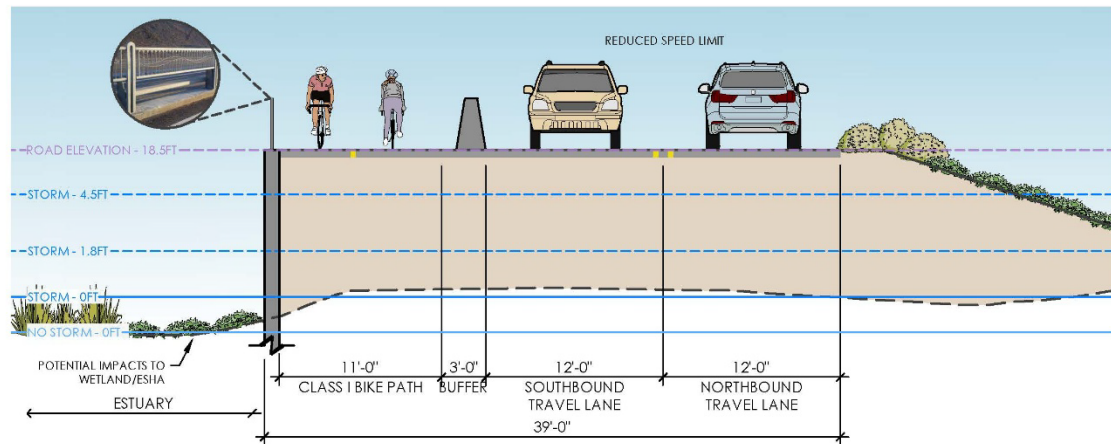 REDUCED SPEED LIMIT
ROAD ELEVATION - 18.5FT
STORM - 4.5FT
STORM - 1.8FT
STORM - 0FT
NO STORM - 0FT
POTENTIAL IMPACTS TO
WETLAND/ESHA
ESTUARY
11'-0"
CLASS I BIKE PATH
3'-0"
BUFFER
12'-0"
SOUTHBOUND
TRAVEL LANE
12'-0"
NORTHBOUND
TRAVEL LANE
39'-0"